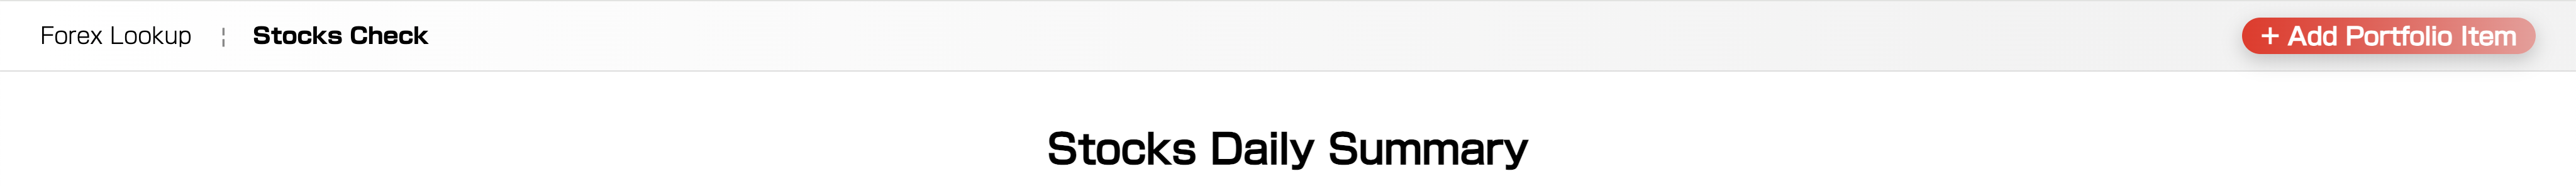 Forex Lookup ¦ Stocks Check
+ Add Portfolio Item
Stocks Daily Summary